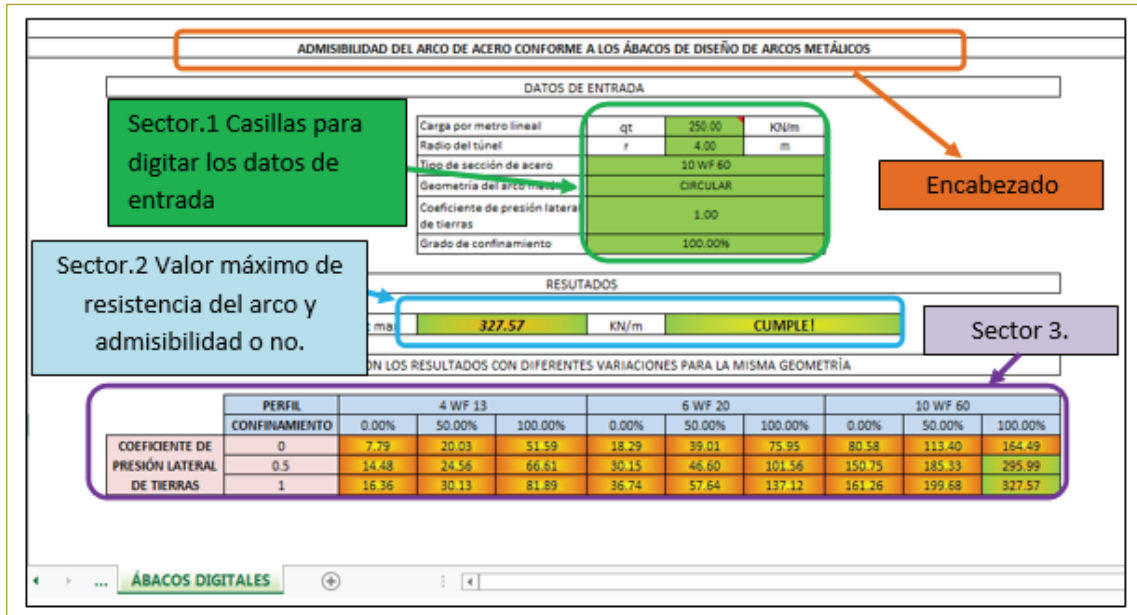 ADMISIBILIDAD DEL ARCO DE ACERO CONFORME A LOS ÁBACOS DE DISEÑO DE ARCOS METÁLICOS
DATOS DE ENTRADA
Sector.1 Casillas para
digitar los datos de
entrada
Carga por metro lineal qt 250.00 KN/m
Radio del túnel r 4.00 m
Tipo de sección de acero 10 WF 60
Geometría del arco CIRCULAR
Coeficiente de presión lateral
de tierras 1.00
Grado de confinamiento 100.00%
Encabezado
Sector.2 Valor máximo de
resistencia del arco y
admisibilidad o no.
RESUTADOS
max 327.57 KN/m CUMPLE!
Sector 3.
LOS RESULTADOS CON DIFERENTES VARIACIONES PARA LA MISMA GEOMETRÍA
PERFIL 4 WF 13 6 WF 20 10 WF 60
CONFINAMIENTO 0.00% 50.00% 100.00% 0.00% 50.00% 100.00% 0.00% 50.00% 100.00%
COEFICIENTE DE 0 7.79 20.03 51.59 18.29 39.01 75.95 80.58 113.40 164.49
PRESIÓN LATERAL 0.5 14.48 24.56 66.61 30.15 46.60 101.56 150.75 185.33 295.99
DE TIERRAS 1 16.36 30.13 81.89 36.74 57.64 137.12 161.26 199.68 327.57
... ÁBACOS DIGITALES